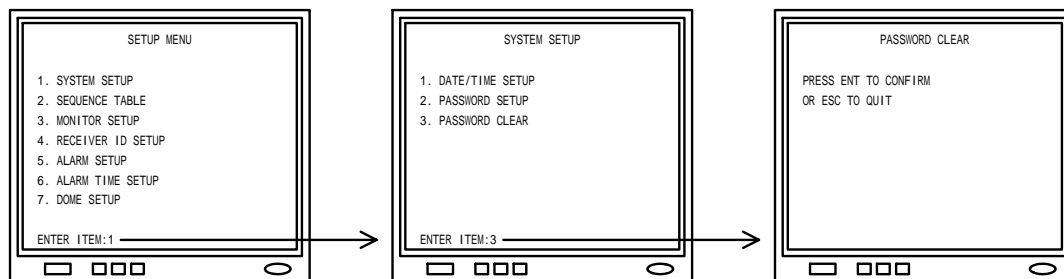 SETUP MENU
1. SYSTEM SETUP
2. SEQUENCE TABLE
3. MONITOR SETUP
4. RECEIVER ID SETUP
5. ALARM SETUP
6. ALARM TIME SETUP
7. DOME SETUP
ENTER ITEM:1
SYSTEM SETUP
1. DATE/TIME SETUP
2. PASSWORD SETUP
3. PASSWORD CLEAR
ENTER ITEM:3
PASSWORD CLEAR
PRESS ENT TO CONFIRM
OR ESC TO QUIT